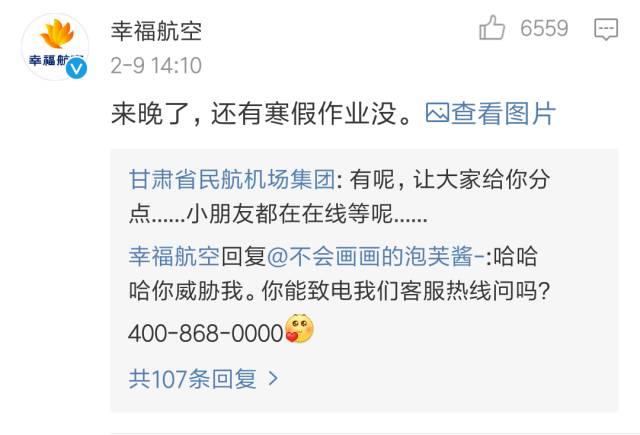 幸福航空
6559
幸福航空
2-9 14:10
来晚了，还有寒假作业没。查看图片
甘肃省民航机场集团: 有呢，让大家给你分
点......小朋友都在在线等呢......
幸福航空回复@不会画画的泡芙酱-:哈哈
哈你威胁我。你能致电我们客服热线问吗？
400-868-0000
共107条回复 >